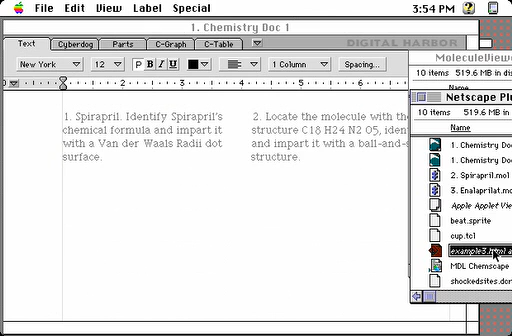 File Edit View Label Special 3:54 PM
1. Chemistry Doc 1
Text Cyberdog Parts C-Graph C-Table DIGITAL HARBOR
New York 12 P B I U 1 Column Spacing...
1. Spirapril. Identify Spirapril's
chemical formula and impart it
with a Van der Waals Radii dot
surface.
2. Locate the molecule with the
structure C18 H24 N2 O5, iden
and impart it with a ball-and-s
structure.
MoleculeViewe
10 items 519.6 MB in dis
Name
Netscape Plu
10 items 519.6 MB in
Name
1. Chemistry Doc
1. Chemistry Doc
2. Spirapril.mol
3. Enalaprilat.mo
Apple Applet Vie
beat.sprite
cup.tcl
example3.html a
MDL Chemscape
shockedsites.dcr